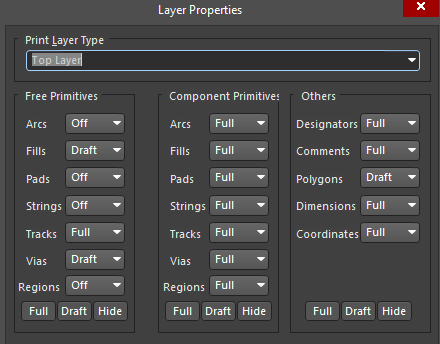 Layer Properties
Print Layer Type
Top Layer
Free Primitives Component Primitives Others
Arcs Off Arcs Full Designators Full
Fills Draft Fills Full Comments Full
Pads Off Pads Full Polygons Draft
Strings Off Strings Full Dimensions Full
Tracks Full Tracks Full Coordinates Full
Vias Draft Vias Full
Regions Off Regions Full
Full Draft Hide Full Draft Hide Full Draft Hide